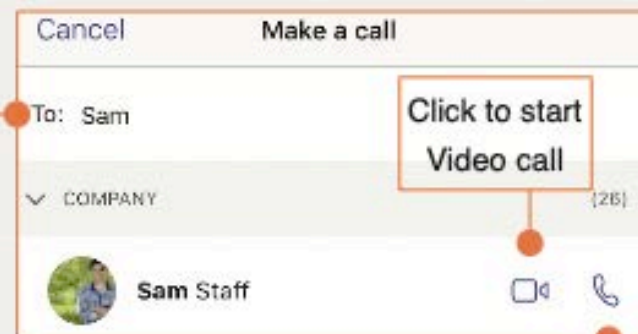 Cancel Make a call
To: Sam
Click to start
Video call
COMPANY (26)
Sam Staff